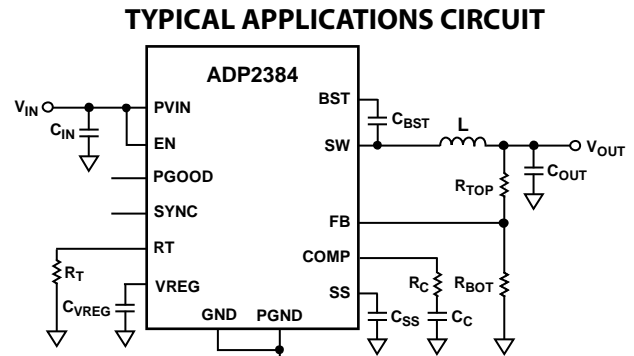 TYPICAL APPLICATIONS CIRCUIT
ADP2384
VIN
CIN
PVIN
EN
PGOOD
SYNC
RT
RT
VREG
CVREG
GND PGND
BST
CBST
SW
L
VOUT
COUT
RTOP
FB
COMP
RC
RBOT
SS
CSS
CC